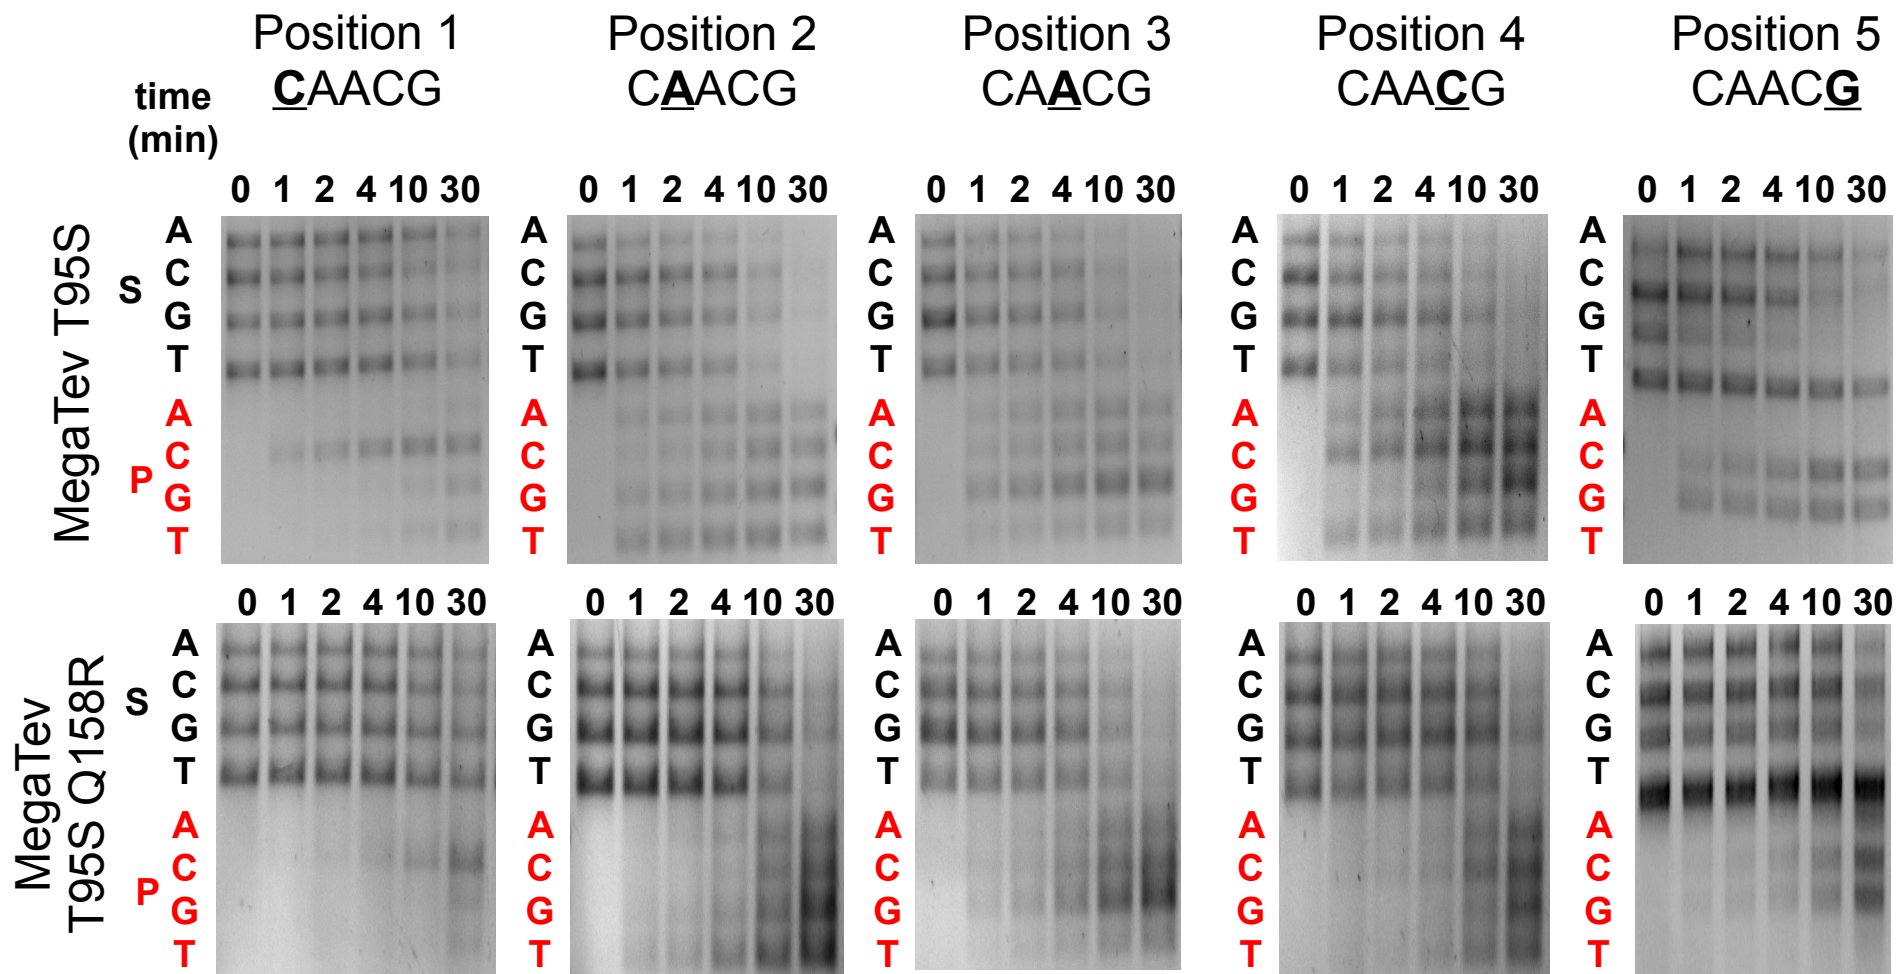 Position 1 Position 2 Position 3 Position 4 Position 5
CAACG CAACG CAACG CAACG CAACG
time
(min)
0 1 2 4 10 30 0 1 2 4 10 30 0 1 2 4 10 30 0 1 2 4 10 30 0 1 2 4 10 30
MegaTev T95S
S
P
A A A A A
C C C C C
G G G G G
T T T T T
A A A A A
C C C C C
G G G G G
T T T T T
0 1 2 4 10 30 0 1 2 4 10 30 0 1 2 4 10 30 0 1 2 4 10 30 0 1 2 4 10 30
MegaTev
T95S Q158R
S
P
A A A A A
C C C C C
G G G G G
T T T T T
A A A A A
C C C C C
G G G G G
T T T T T